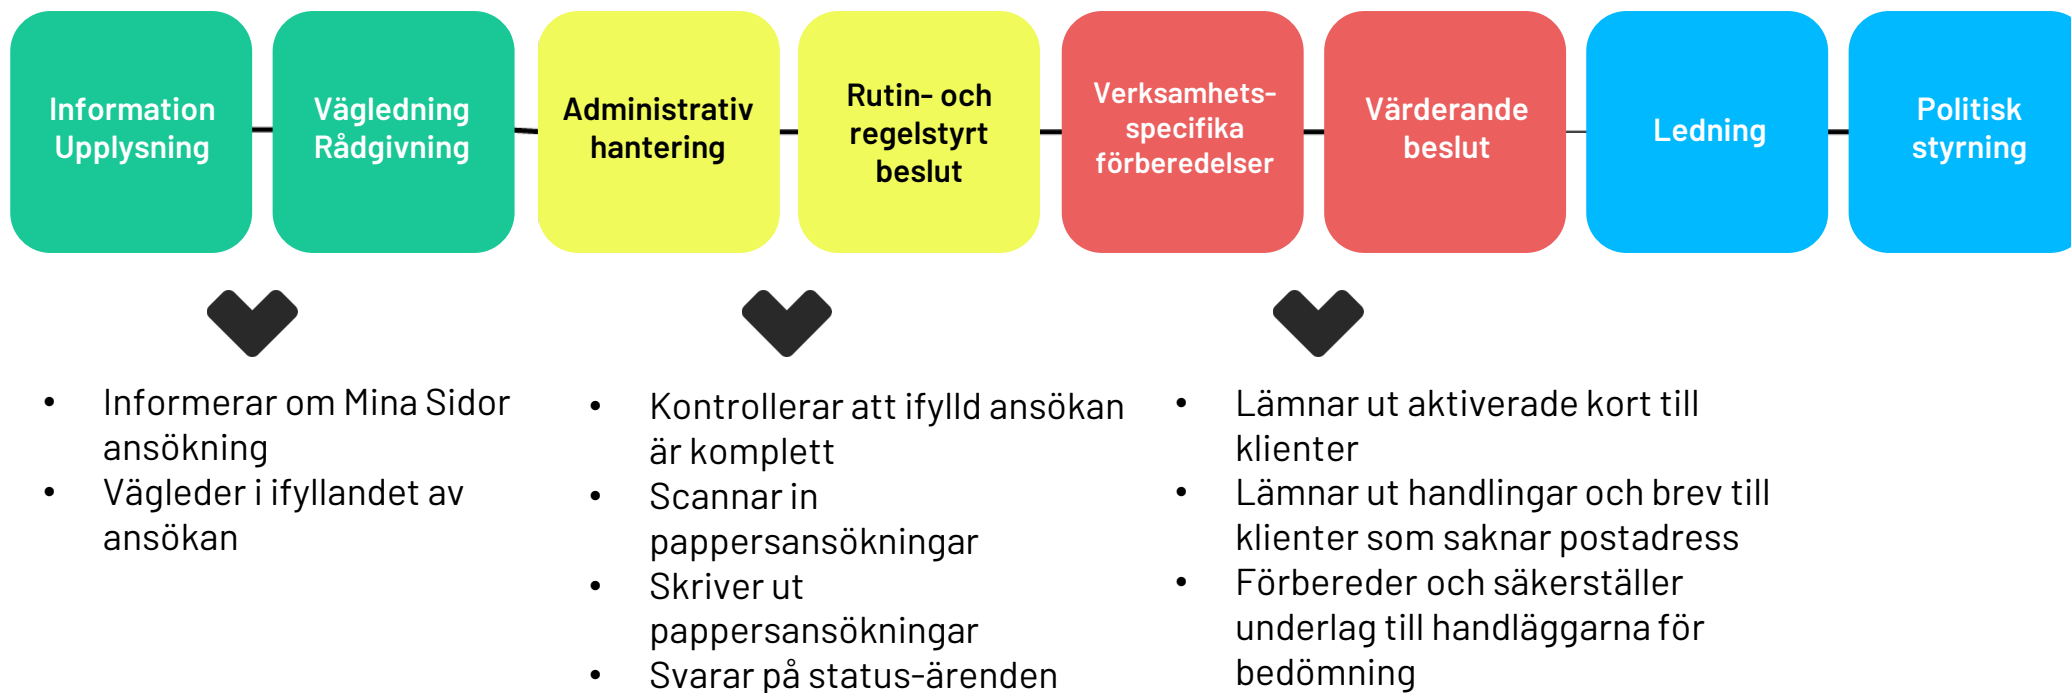 Information
Upplysning
Vägledning
Rådgivning
Administrativ
hantering
Rutin- och
regelstyrt
beslut
Verksamhets-
specifika
förberedelser
Värderande
beslut
Ledning
Politisk
styrning
• Informerar om Mina Sidor
ansökning
• Vägleder i ifyllandet av
ansökan
• Kontrollerar att ifylld ansökan
är komplett
• Scannar in
pappersansökningar
• Skriver ut
pappersansökningar
• Svarar på status-ärenden
• Lämnar ut aktiverade kort till
klienter
• Lämnar ut handlingar och brev till
klienter som saknar postadress
• Förbereder och säkerställer
underlag till handläggarna för
bedömning